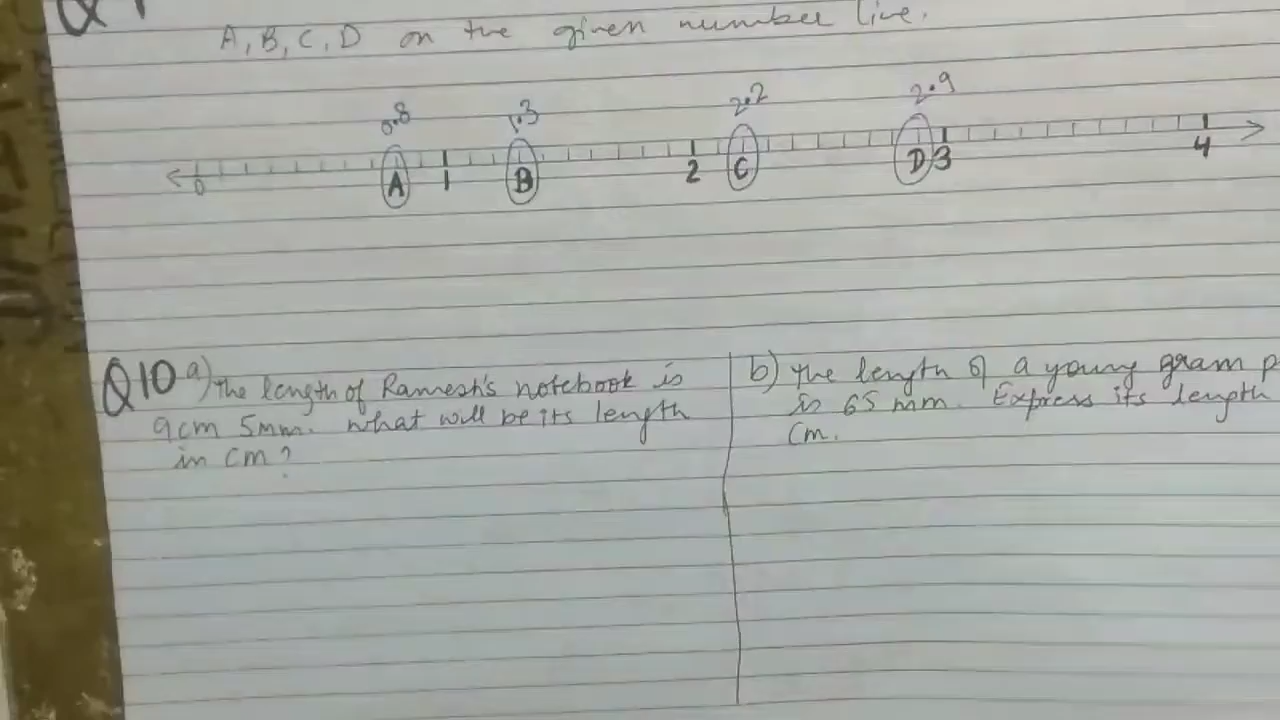 A, B, C, D on the given number line.
0.8 1.3 2.2 2.9
0 A 1 B 2 C D 3 4
Q10 a) The length of Ramesh's notebook is
9cm 5mm. What will be its length
in cm?
b) The length of a young gram
is 65 mm. Express its length
cm.